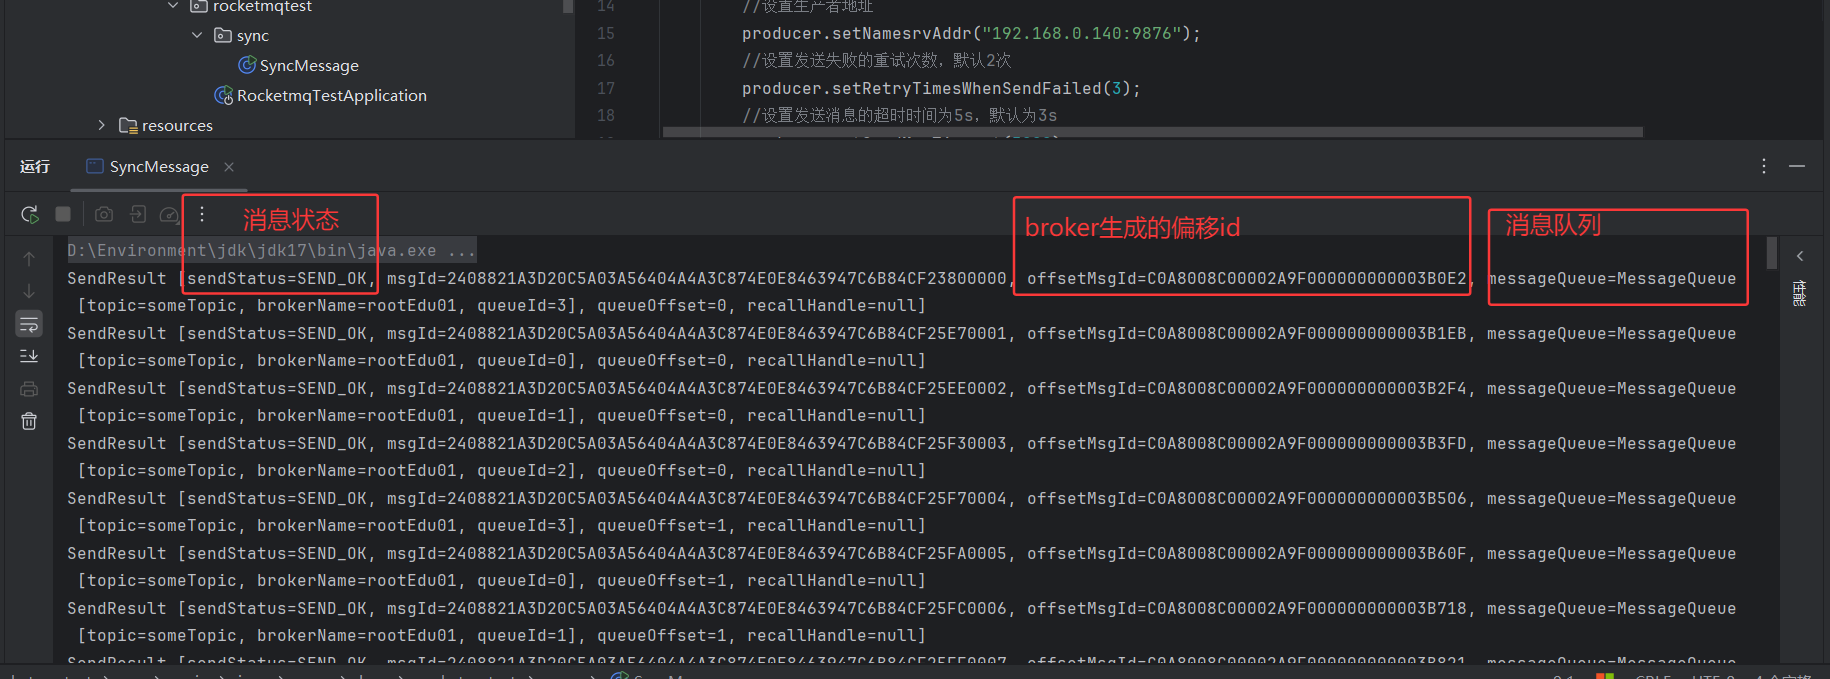 rocketmqtest
sync
SyncMessage
RocketmqTestApplication
resources
14 //设置生产者地址
15 producer.setNamesrvAddr("192.168.0.140:9876");
16 //设置发送失败的重试次数，默认2次
17 producer.setRetryTimesWhenSendFailed(3);
18 //设置发送消息的超时时间为5s，默认为3s
运行 SyncMessage
消息状态
broker生成的偏移id
消息队列
D:\Environment\jdk\jdk17\bin\java.exe ...
SendResult [sendStatus=SEND_OK, msgId=2408821A3D20C5A03A56404A4A3C874E0E8463947C6B84CF23800000, offsetMsgId=C0A8008C00002A9F000000000003B0E2, messageQueue=MessageQueue
[topic=someTopic, brokerName=rootEdu01, queueId=3], queueOffset=0, recallHandle=null]
SendResult [sendStatus=SEND_OK, msgId=2408821A3D20C5A03A56404A4A3C874E0E8463947C6B84CF25E70001, offsetMsgId=C0A8008C00002A9F000000000003B1EB, messageQueue=MessageQueue
[topic=someTopic, brokerName=rootEdu01, queueId=0], queueOffset=0, recallHandle=null]
SendResult [sendStatus=SEND_OK, msgId=2408821A3D20C5A03A56404A4A3C874E0E8463947C6B84CF25EE0002, offsetMsgId=C0A8008C00002A9F000000000003B2F4, messageQueue=MessageQueue
[topic=someTopic, brokerName=rootEdu01, queueId=1], queueOffset=0, recallHandle=null]
SendResult [sendStatus=SEND_OK, msgId=2408821A3D20C5A03A56404A4A3C874E0E8463947C6B84CF25F30003, offsetMsgId=C0A8008C00002A9F000000000003B3FD, messageQueue=MessageQueue
[topic=someTopic, brokerName=rootEdu01, queueId=2], queueOffset=0, recallHandle=null]
SendResult [sendStatus=SEND_OK, msgId=2408821A3D20C5A03A56404A4A3C874E0E8463947C6B84CF25F70004, offsetMsgId=C0A8008C00002A9F000000000003B506, messageQueue=MessageQueue
[topic=someTopic, brokerName=rootEdu01, queueId=3], queueOffset=1, recallHandle=null]
SendResult [sendStatus=SEND_OK, msgId=2408821A3D20C5A03A56404A4A3C874E0E8463947C6B84CF25FA0005, offsetMsgId=C0A8008C00002A9F000000000003B60F, messageQueue=MessageQueue
[topic=someTopic, brokerName=rootEdu01, queueId=0], queueOffset=1, recallHandle=null]
SendResult [sendStatus=SEND_OK, msgId=2408821A3D20C5A03A56404A4A3C874E0E8463947C6B84CF25FC0006, offsetMsgId=C0A8008C00002A9F000000000003B718, messageQueue=MessageQueue
[topic=someTopic, brokerName=rootEdu01, queueId=1], queueOffset=1, recallHandle=null]
性能